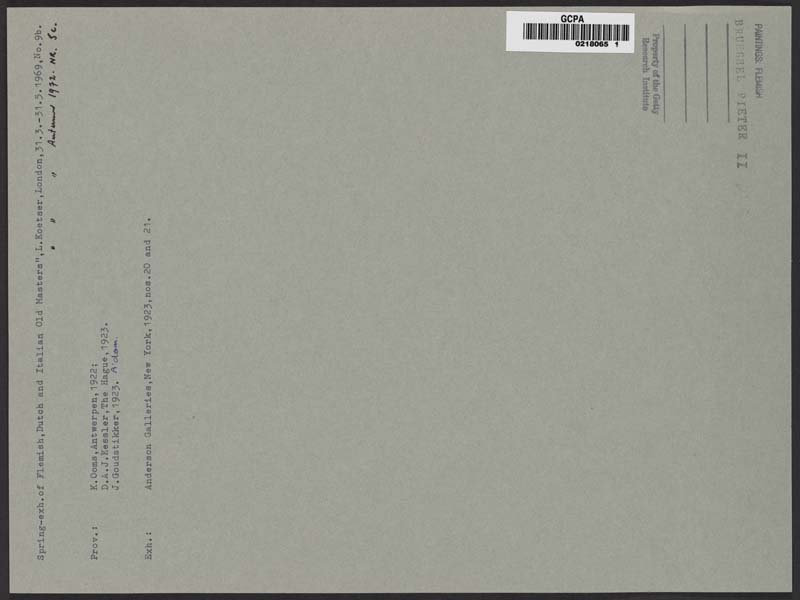 GCPA
0218065 1
PAINTINGS: FLEMISH
BRUEGHEL PIETER II
Property of the Getty
Research Institute
Spring-exh.of Flemish,Dutch and Italian Old Masters",L.Koetser,London,31.3.-31.5.1969,No.9b.
" " " Autumn 1972. NR. 5c.
Prov.: K.Ooms,Antwerpen,1922;
D.A.J.Kessler,The Hague,1923.
J.Goudstikker,1923. A'dam.
Exh.: Anderson Galleries,New York,1923,nos.20 and 21.